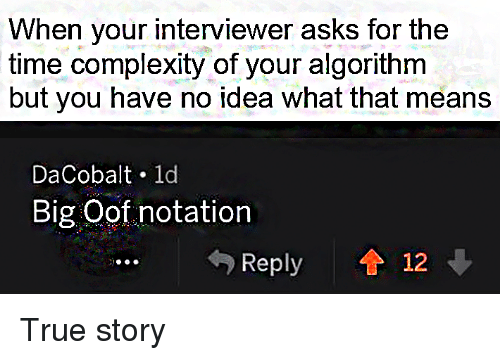 When your interviewer asks for the
time complexity of your algorithm
but you have no idea what that means
DaCobalt • 1d
Big Oof notation
... Reply 12
True story